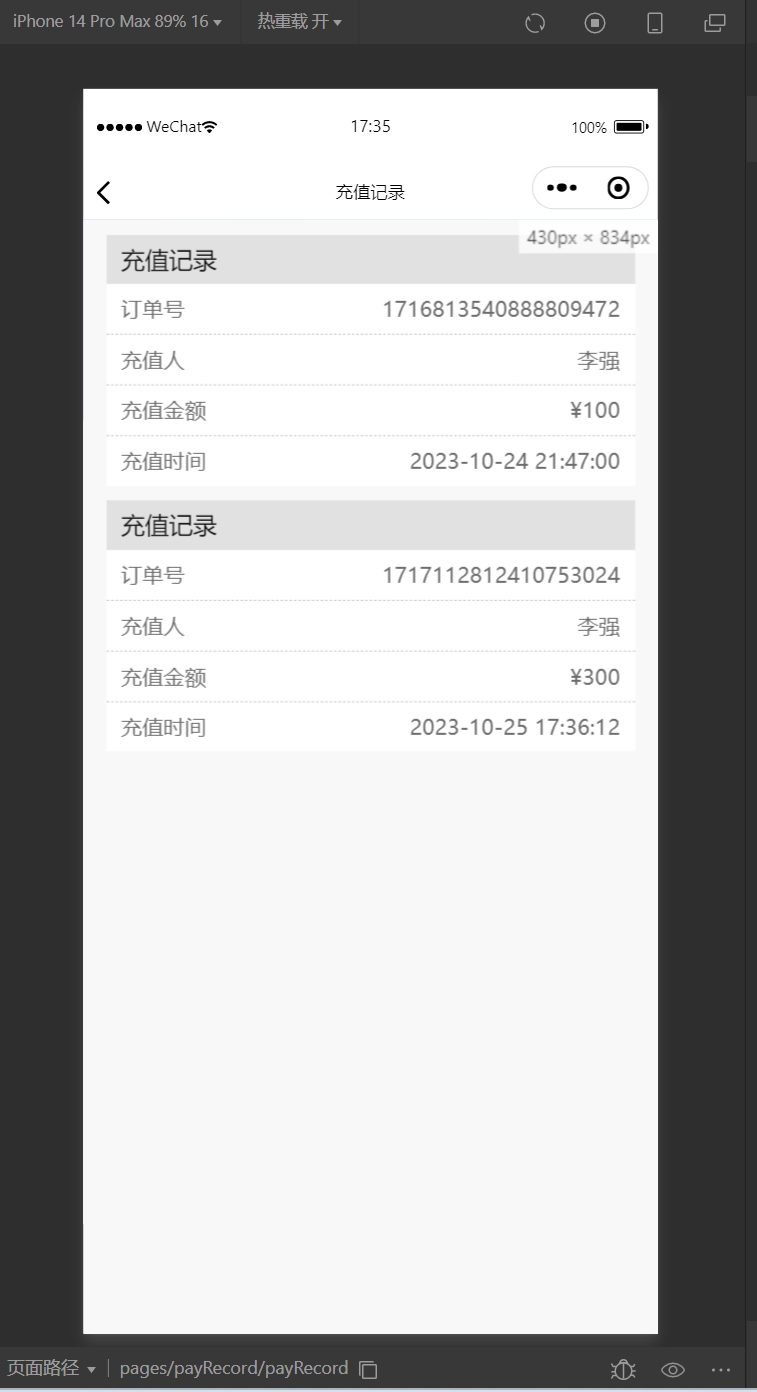 iPhone 14 Pro Max 89% 16 热重载 开
WeChat 17:35 100%
充值记录
430px × 834px
充值记录
订单号 1716813540888809472
充值人 李强
充值金额 ¥100
充值时间 2023-10-24 21:47:00
充值记录
订单号 1717112812410753024
充值人 李强
充值金额 ¥300
充值时间 2023-10-25 17:36:12
页面路径 pages/payRecord/payRecord